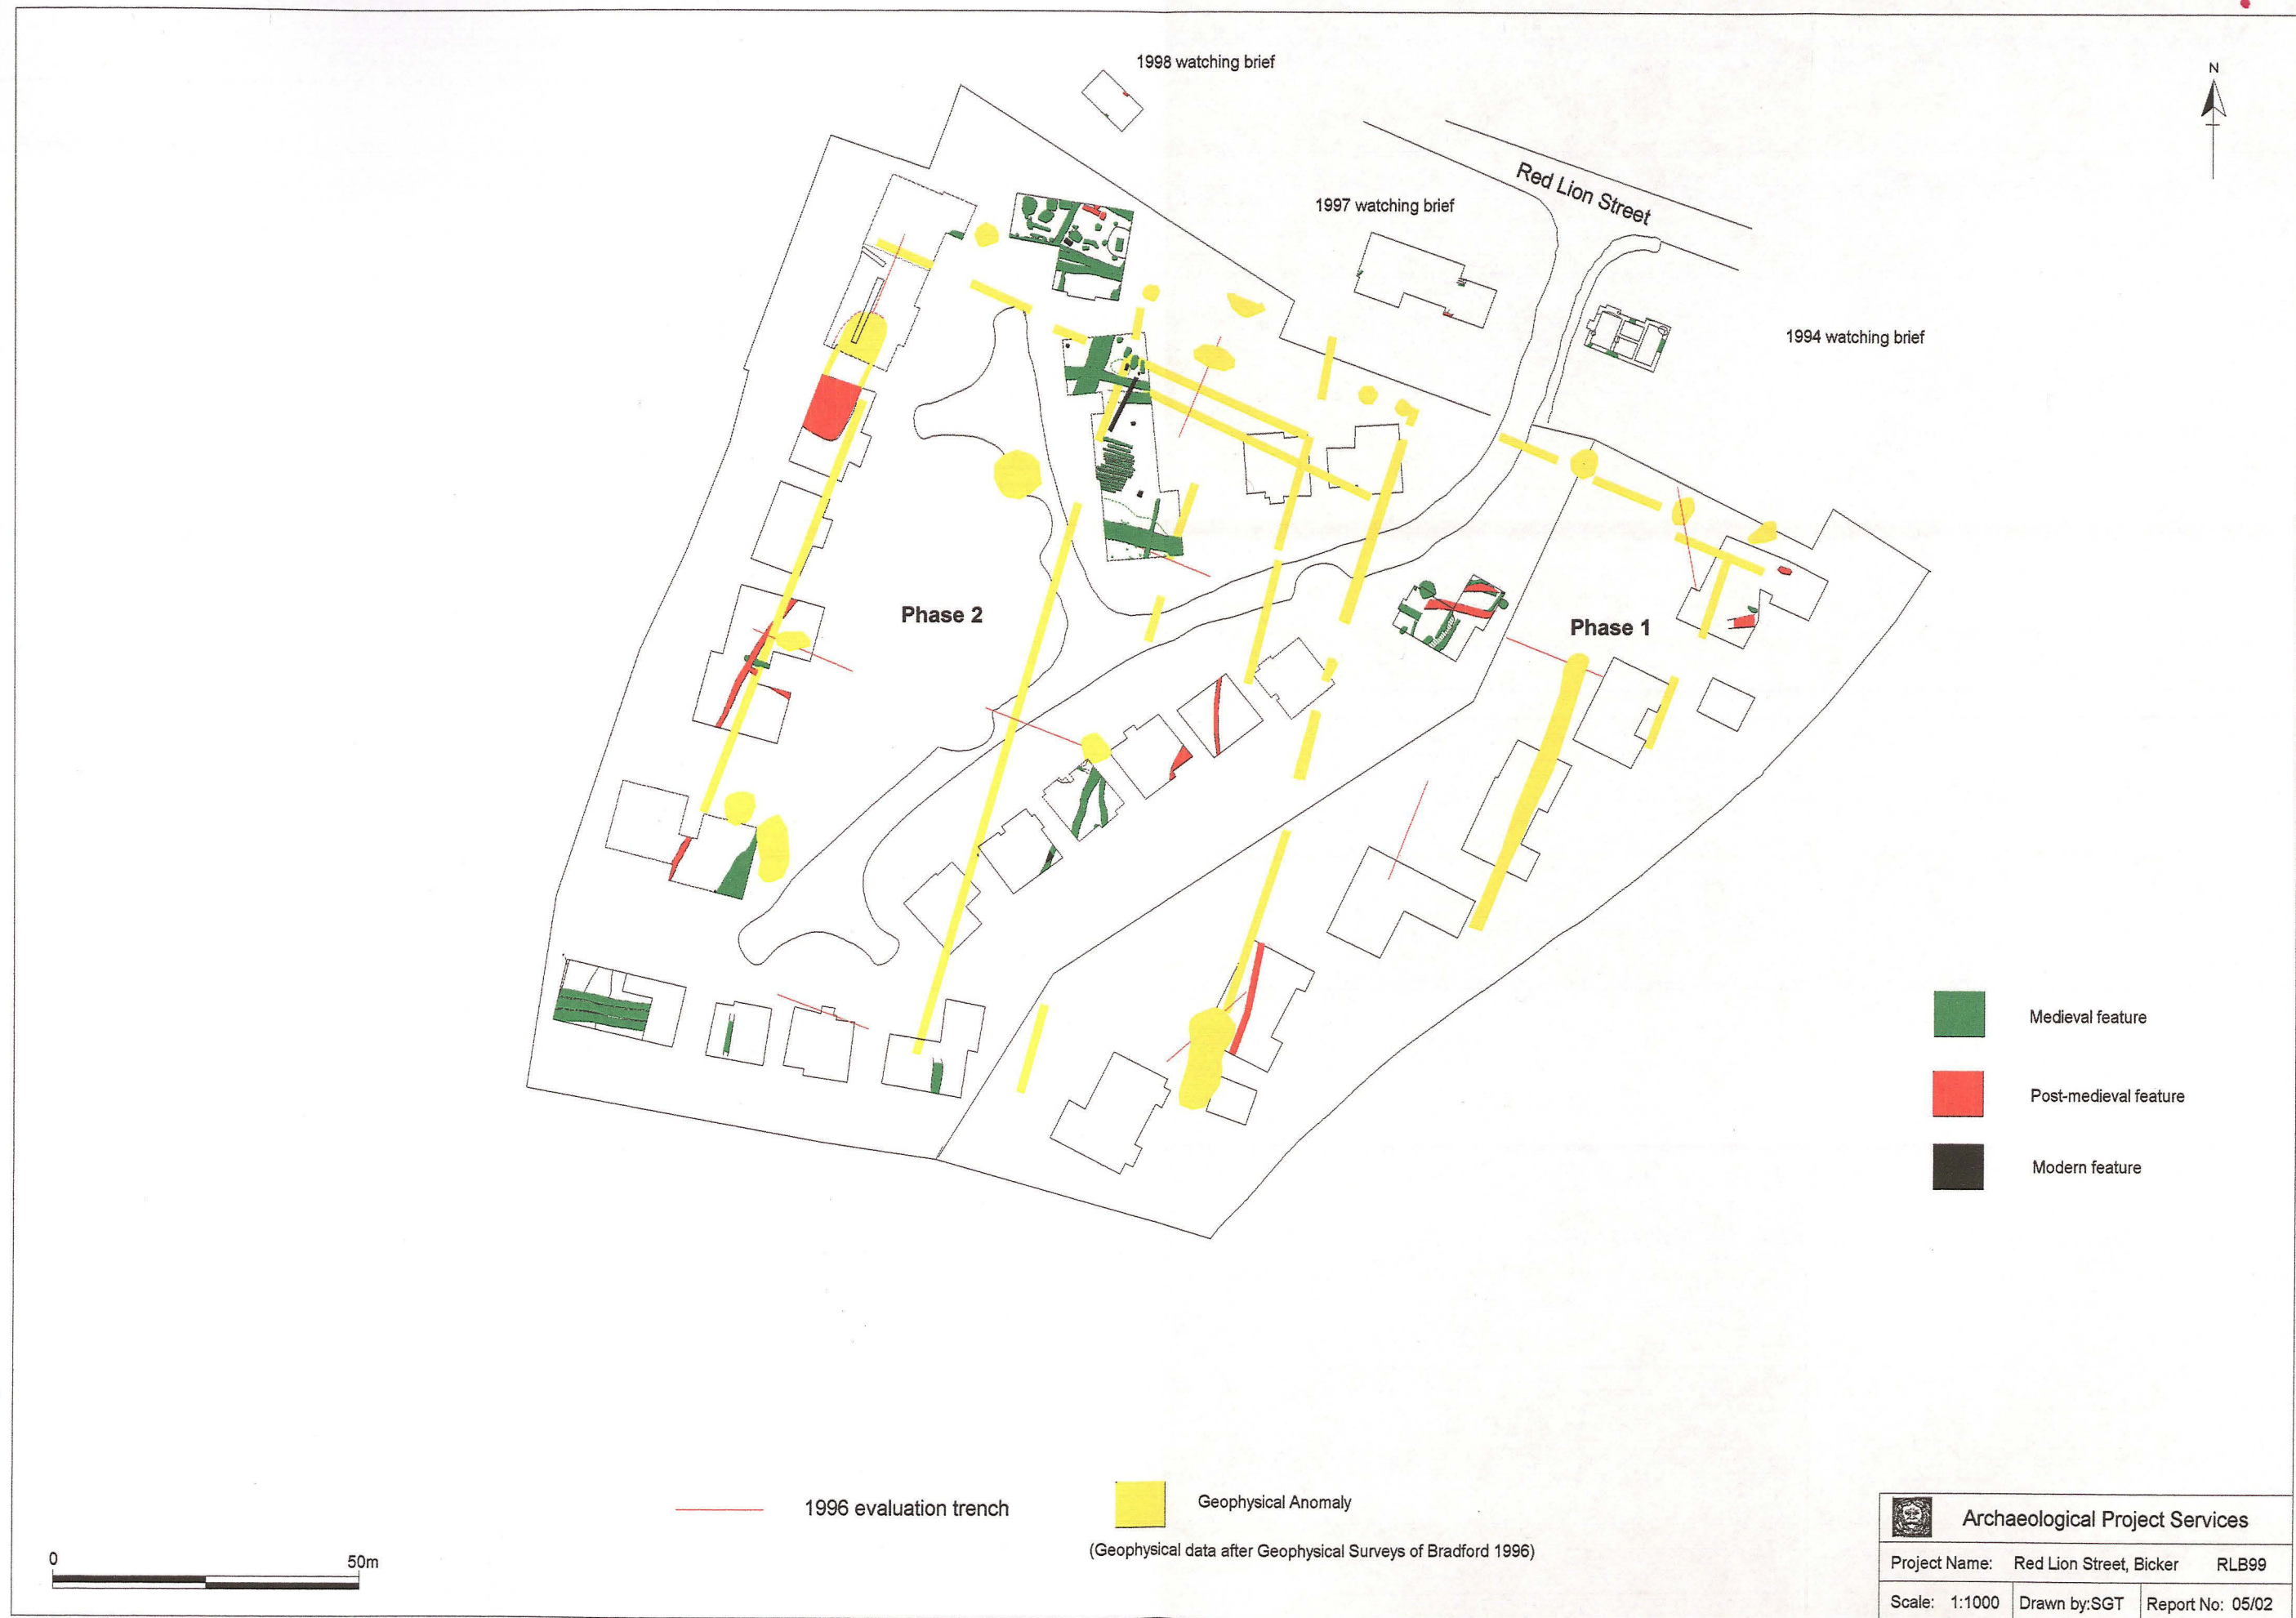 1998 watching brief
N
Red Lion Street
1997 watching brief
1994 watching brief
Phase 2
Phase 1
Medieval feature
Post-medieval feature
Modern feature
1996 evaluation trench
Geophysical Anomaly
(Geophysical data after Geophysical Surveys of Bradford 1996)
0 50m
Archaeological Project Services
Project Name: Red Lion Street, Bicker RLB99
Scale: 1:1000 Drawn by:SGT Report No: 05/02